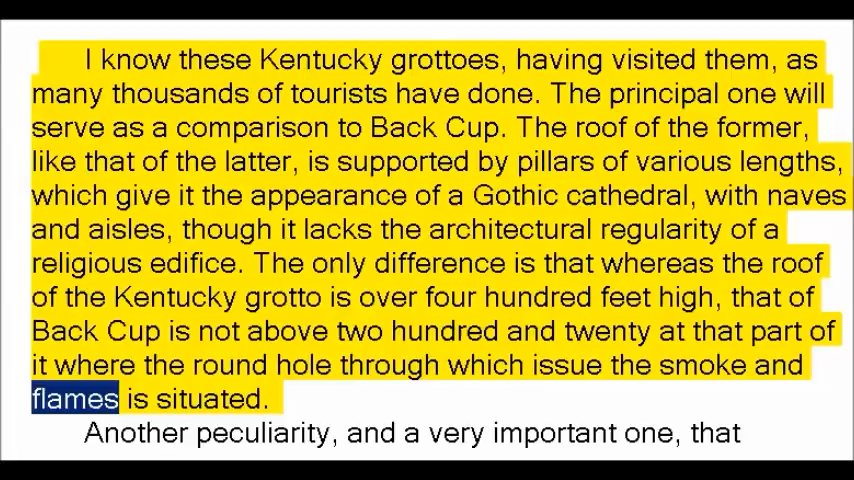 I know these Kentucky grottoes, having visited them, as
many thousands of tourists have done. The principal one will
serve as a comparison to Back Cup. The roof of the former,
like that of the latter, is supported by pillars of various lengths,
which give it the appearance of a Gothic cathedral, with naves
and aisles, though it lacks the architectural regularity of a
religious edifice. The only difference is that whereas the roof
of the Kentucky grotto is over four hundred feet high, that of
Back Cup is not above two hundred and twenty at that part of
it where the round hole through which issue the smoke and
flames is situated.
Another peculiarity, and a very important one, that